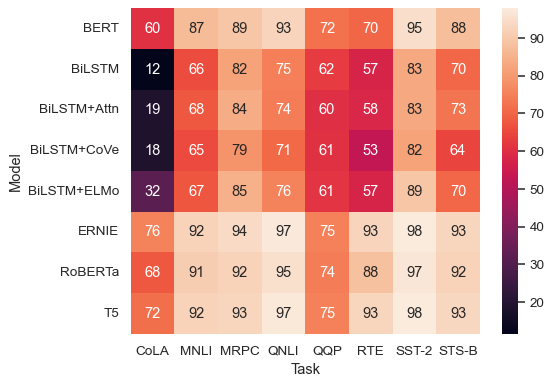 BERT 60 87 89 93 72 70 95 88
BiLSTM 12 66 82 75 62 57 83 70
BiLSTM+Attn 19 68 84 74 60 58 83 73
BiLSTM+CoVe 18 65 79 71 61 53 82 64
BiLSTM+ELMo 32 67 85 76 61 57 89 70
ERNIE 76 92 94 97 75 93 98 93
RoBERTa 68 91 92 95 74 88 97 92
T5 72 92 93 97 75 93 98 93
CoLA MNLI MRPC QNLI QQP RTE SST-2 STS-B
Task
Model
90
80
70
60
50
40
30
20